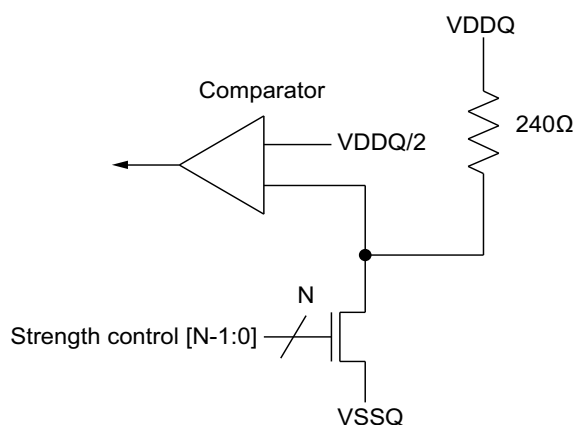 VDDQ
Comparator
240Ω
VDDQ/2
N
Strength control [N-1:0]
VSSQ